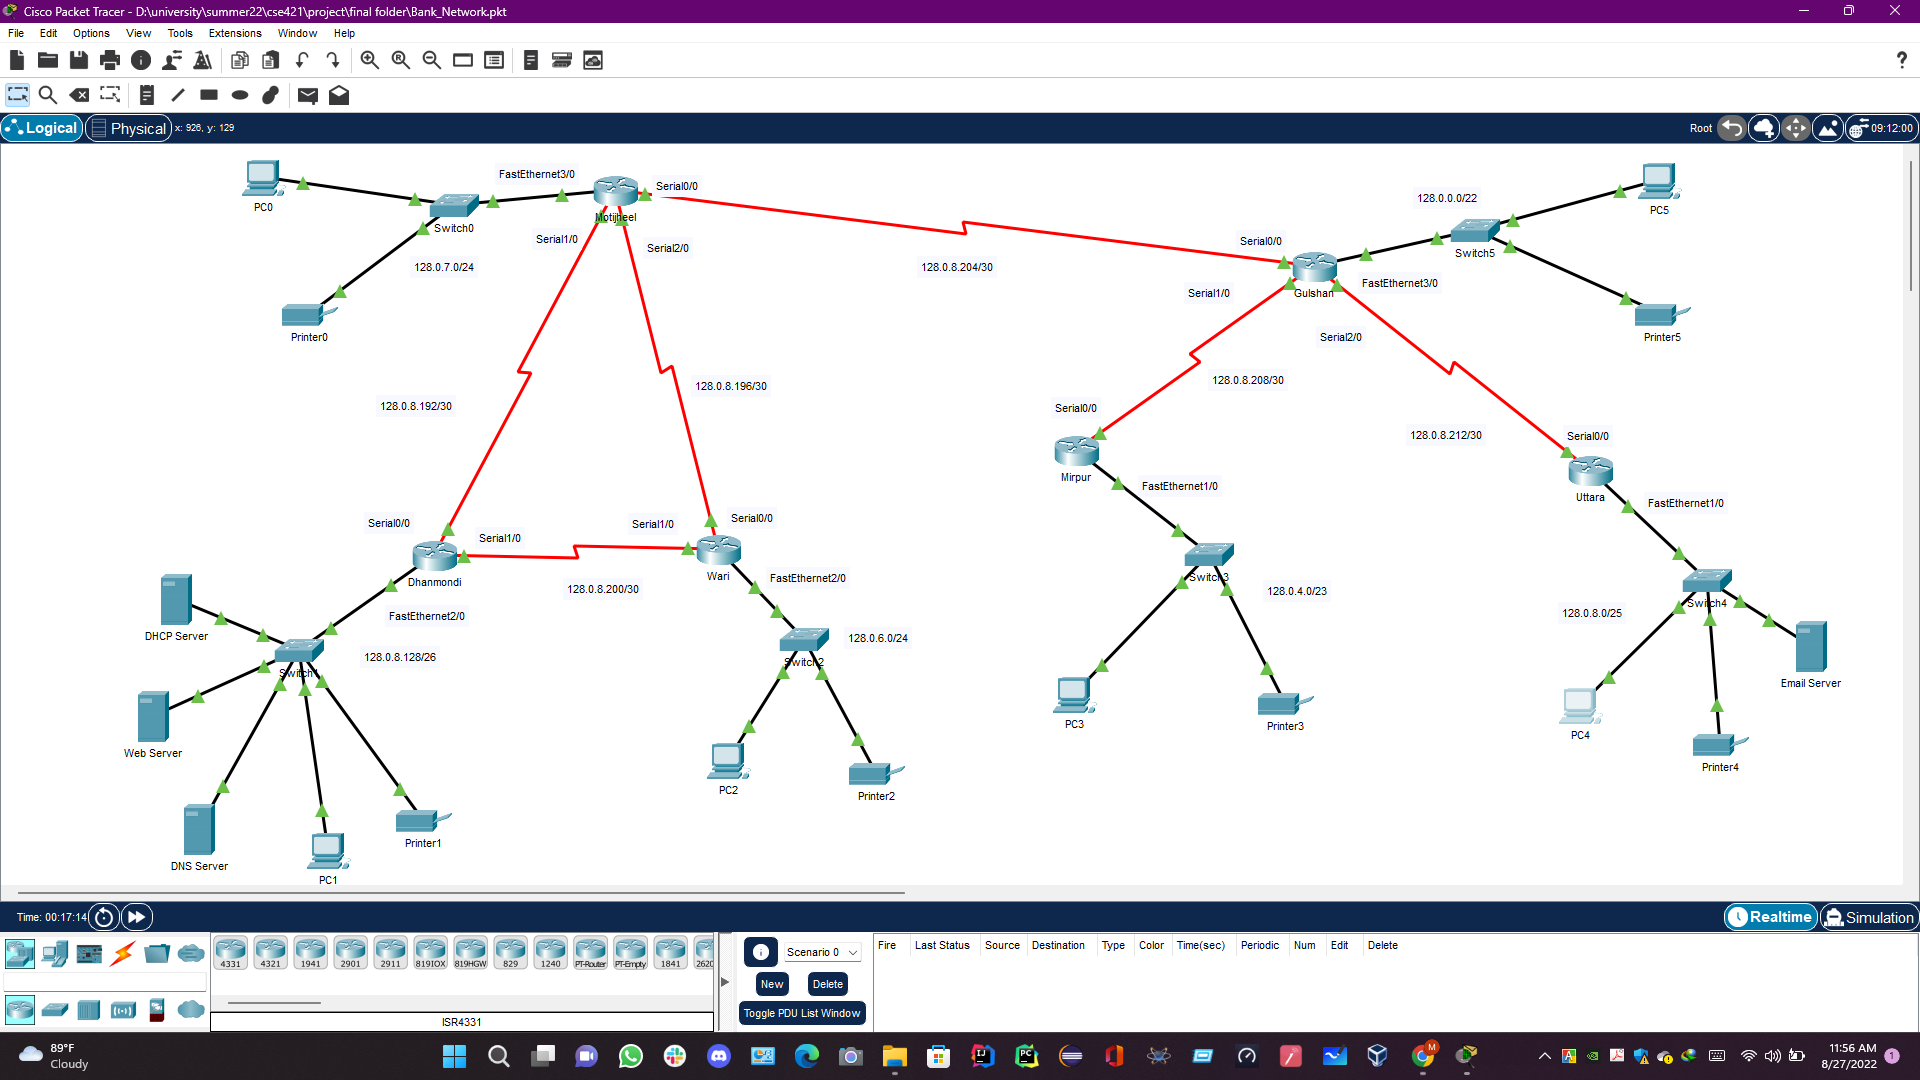 Cisco Packet Tracer - D:\university\summer22\cse421\project\final folder\Bank_Network.pkt
File Edit Options View Tools Extensions Window Help
?
Logical Physical x: 926, y: 129
Root 09:12:00
PC0
Switch0
FastEthernet3/0
Motijheel
Serial0/0
Serial1/0
Serial2/0
128.0.7.0/24
Printer0
128.0.8.204/30
128.0.0.0/22
PC5
Switch5
Serial0/0
Gulshan
FastEthernet3/0
Serial1/0
Serial2/0
Printer5
128.0.8.192/30
128.0.8.196/30
128.0.8.208/30
128.0.8.212/30
Serial0/0
Mirpur
FastEthernet1/0
Serial0/0
Uttara
FastEthernet1/0
Serial0/0
Serial1/0
Serial1/0
Serial0/0
Dhanmondi
128.0.8.200/30
Wari
FastEthernet2/0
FastEthernet2/0
DHCP Server
Switch1
128.0.8.128/26
Switch2
128.0.6.0/24
Switch3
128.0.4.0/23
Switch4
128.0.8.0/25
Email Server
Web Server
DNS Server
PC1
Printer1
PC2
Printer2
PC3
Printer3
PC4
Printer4
Time: 00:17:14
Realtime Simulation
4331 4321 1941 2901 2911 819IOX 819HGW 829 1240 PT-Router PT-Empty 1841 2620
ISR4331
Scenario 0
New Delete
Toggle PDU List Window
Fire Last Status Source Destination Type Color Time(sec) Periodic Num Edit Delete
89°F
Cloudy
11:56 AM
8/27/2022
1